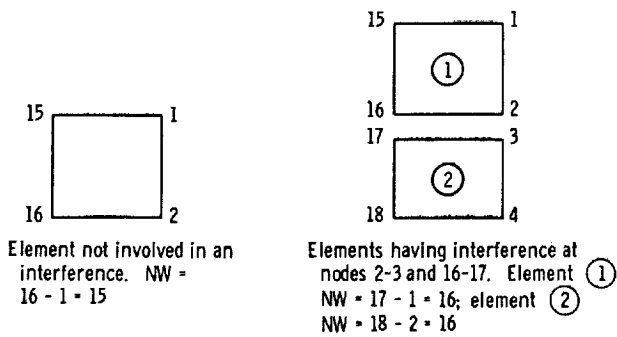 15 1
16 2
Element not involved in an
interference. NW =
16 - 1 = 15
15 1
①
16 2
17 3
②
18 4
Elements having interference at
nodes 2-3 and 16-17. Element ①
NW = 17 - 1 = 16; element ②
NW = 18 - 2 = 16